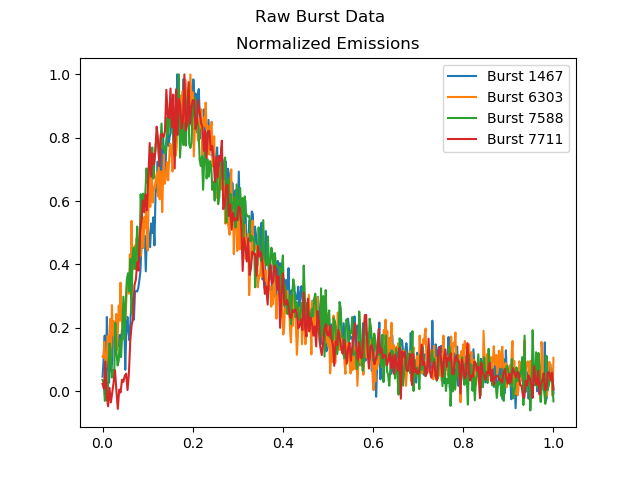 Raw Burst Data
Normalized Emissions
1.0
0.8
0.6
0.4
0.2
0.0
0.0 0.2 0.4 0.6 0.8 1.0
Burst 1467
Burst 6303
Burst 7588
Burst 7711